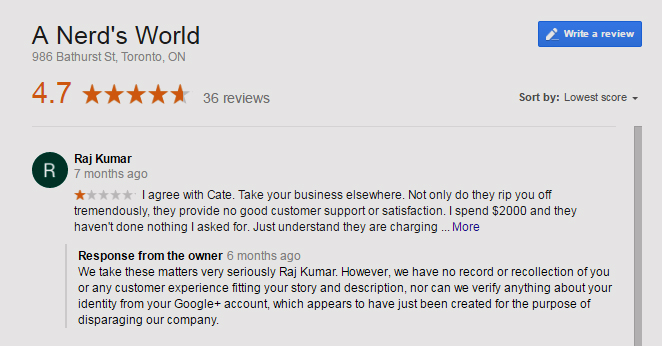 A Nerd's World
Write a review
986 Bathurst St, Toronto, ON
4.7
36 reviews
Sort by: Lowest score
R
Raj Kumar
7 months ago
I agree with Cate. Take your business elsewhere. Not only do they rip you off
tremendously, they provide no good customer support or satisfaction. I spend $2000 and they
haven't done nothing I asked for. Just understand they are charging ... More
Response from the owner 6 months ago
We take these matters very seriously Raj Kumar. However, we have no record or recollection of you
or any customer experience fitting your story and description, nor can we verify anything about your
identity from your Google+ account, which appears to have just been created for the purpose of
disparaging our company.